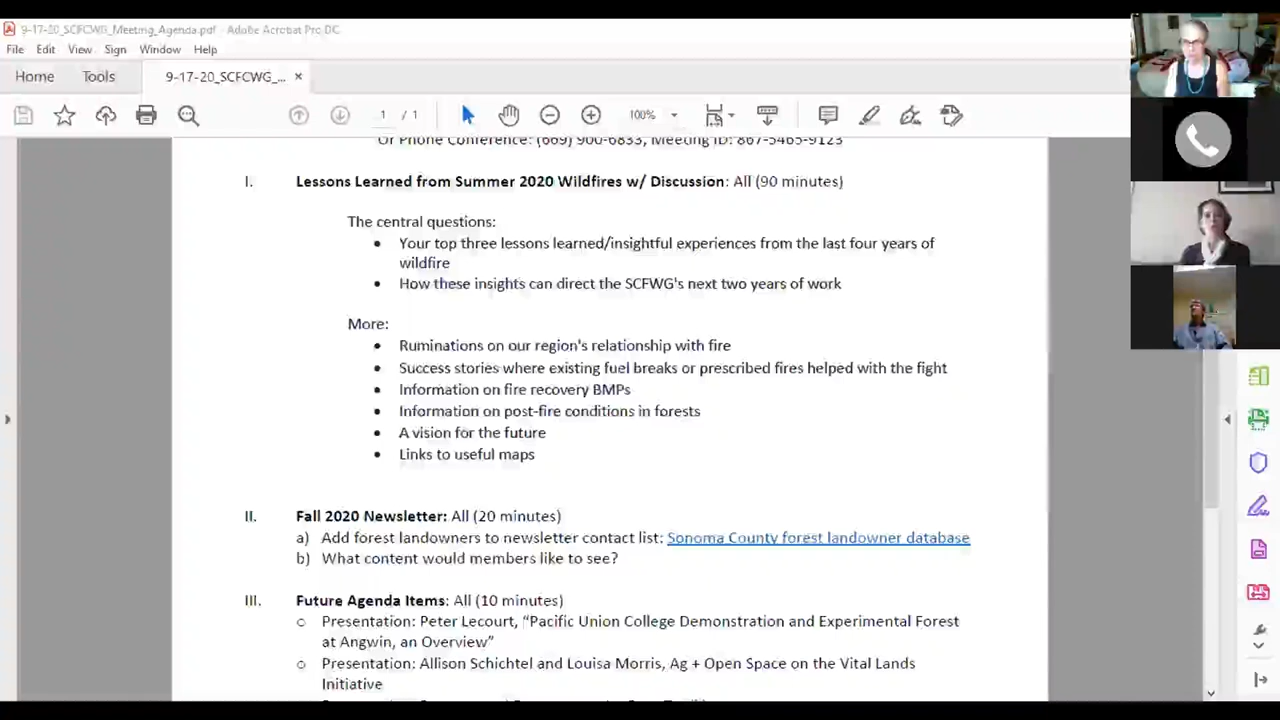 9-17-20_SCFCWG_Meeting_Agenda.pdf - Adobe Acrobat Pro DC
File Edit View Sign Window Help
Home Tools 9-17-20_SCFCWG_... ×
1 / 1 100%
Or Phone Conference: (669) 900-6833, Meeting ID: 867-5465-9123
I. Lessons Learned from Summer 2020 Wildfires w/ Discussion: All (90 minutes)
The central questions:
• Your top three lessons learned/insightful experiences from the last four years of
wildfire
• How these insights can direct the SCFWG's next two years of work
More:
• Ruminations on our region's relationship with fire
• Success stories where existing fuel breaks or prescribed fires helped with the fight
• Information on fire recovery BMPs
• Information on post-fire conditions in forests
• A vision for the future
• Links to useful maps
II. Fall 2020 Newsletter: All (20 minutes)
a) Add forest landowners to newsletter contact list: Sonoma County forest landowner database
b) What content would members like to see?
III. Future Agenda Items: All (10 minutes)
○ Presentation: Peter Lecourt, “Pacific Union College Demonstration and Experimental Forest
at Angwin, an Overview”
○ Presentation: Allison Schichtel and Louisa Morris, Ag + Open Space on the Vital Lands
Initiative